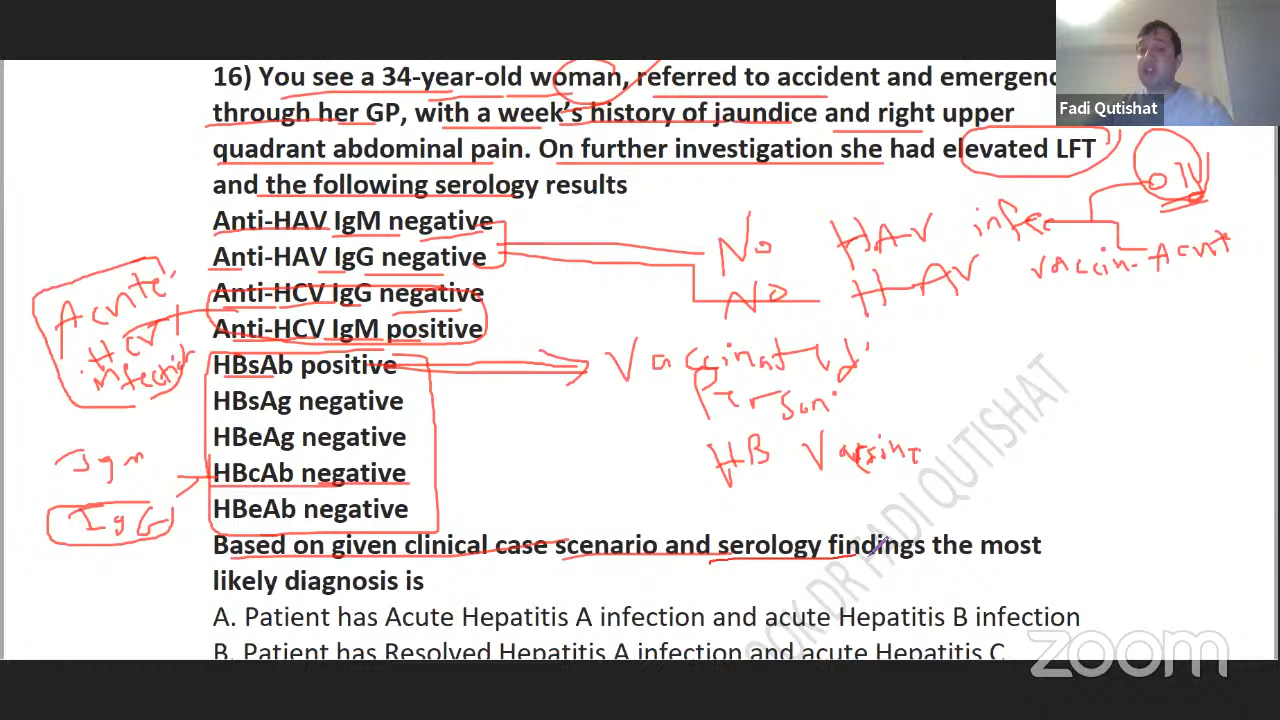 16) You see a 34-year-old woman, referred to accident and emergenc
through her GP, with a week's history of jaundice and right upper
quadrant abdominal pain. On further investigation she had elevated LFT
and the following serology results
Anti-HAV IgM negative
Anti-HAV IgG negative
Anti-HCV IgG negative
Anti-HCV IgM positive
HBsAb positive
HBsAg negative
HBeAg negative
HBcAb negative
HBeAb negative
Based on given clinical case scenario and serology findings the most
likely diagnosis is
A. Patient has Acute Hepatitis A infection and acute Hepatitis B infection
B. Patient has Resolved Hepatitis A infection and acute Hepatitis C
Fadi Qutishat
No HAV infec
No HAV
Acute
HCV
infection
Vaccinated
Person
HB
IgM
IgG
OOK DR FADI QUTISHAT
zoom